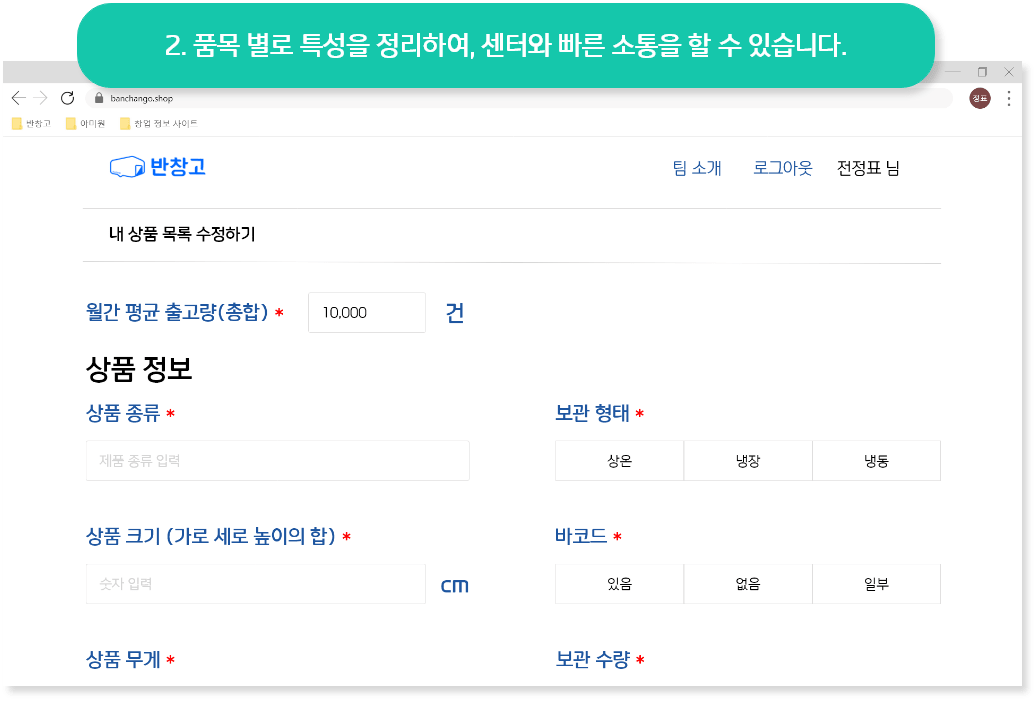 2. 품목 별로 특성을 정리하여, 센터와 빠른 소통을 할 수 있습니다.
banchango.shop
정표
반창고 아미원 창업 정보 사이트
반창고 팀 소개 로그아웃 전정표 님
내 상품 목록 수정하기
월간 평균 출고량(총합) * 10,000 건
상품 정보
상품 종류 *
제품 종류 입력
보관 형태 *
상온 냉장 냉동
상품 크기 (가로 세로 높이의 합) *
숫자 입력 cm
바코드 *
있음 없음 일부
상품 무게 *
보관 수량 *